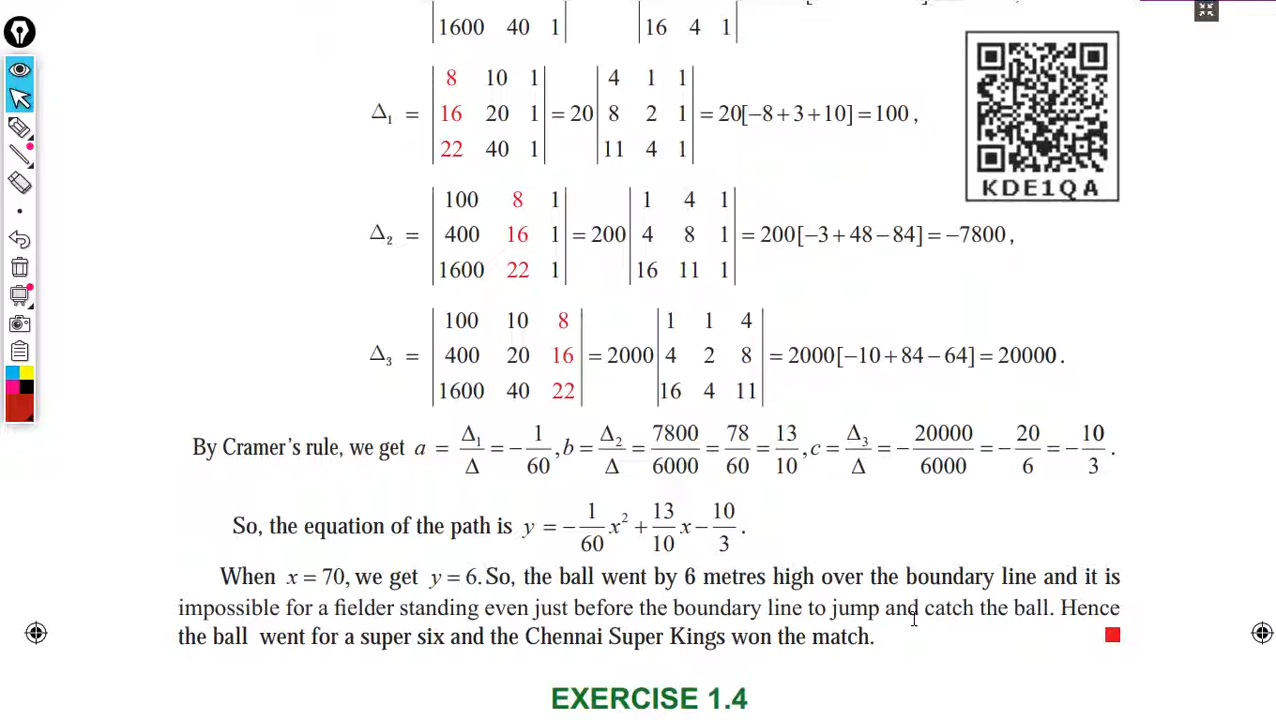 |1600 40 1| |16 4 1|
Δ₁ = |8 10 1; 16 20 1; 22 40 1| = 20 |4 1 1; 8 2 1; 11 4 1| = 20[−8 + 3 + 10] = 100 ,
KDE1QA
Δ₂ = |100 8 1; 400 16 1; 1600 22 1| = 200 |1 4 1; 4 8 1; 16 11 1| = 200[−3 + 48 − 84] = −7800 ,
Δ₃ = |100 10 8; 400 20 16; 1600 40 22| = 2000 |1 1 4; 4 2 8; 16 4 11| = 2000[−10 + 84 − 64] = 20000 .
By Cramer’s rule, we get a = Δ₁/Δ = −1/60 , b = Δ₂/Δ = 7800/6000 = 78/60 = 13/10 , c = Δ₃/Δ = −20000/6000 = −20/6 = −10/3 .
So, the equation of the path is y = −1/60 x² + 13/10 x − 10/3 .
When x = 70, we get y = 6. So, the ball went by 6 metres high over the boundary line and it is
impossible for a fielder standing even just before the boundary line to jump and catch the ball. Hence
the ball went for a super six and the Chennai Super Kings won the match.
EXERCISE 1.4